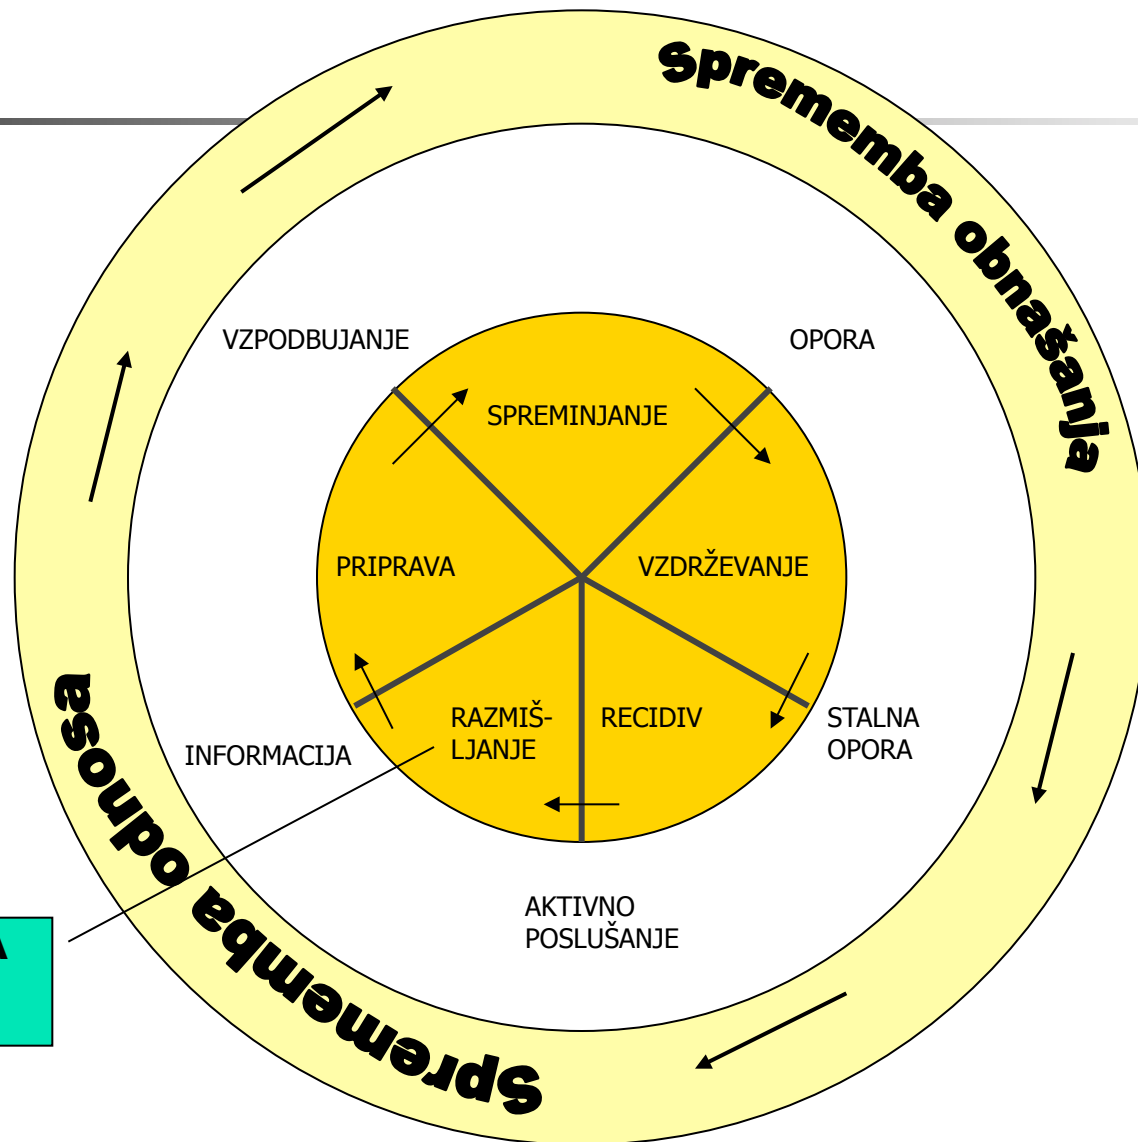 Sprememba obnašanja
VZPODBUJANJE
OPORA
SPREMINJANJE
PRIPRAVA
VZDRŽEVANJE
RAZMIŠ-
LJANJE
RECIDIV
STALNA
OPORA
INFORMACIJA
AKTIVNO
POSLUŠANJE
Sprememba odnosa